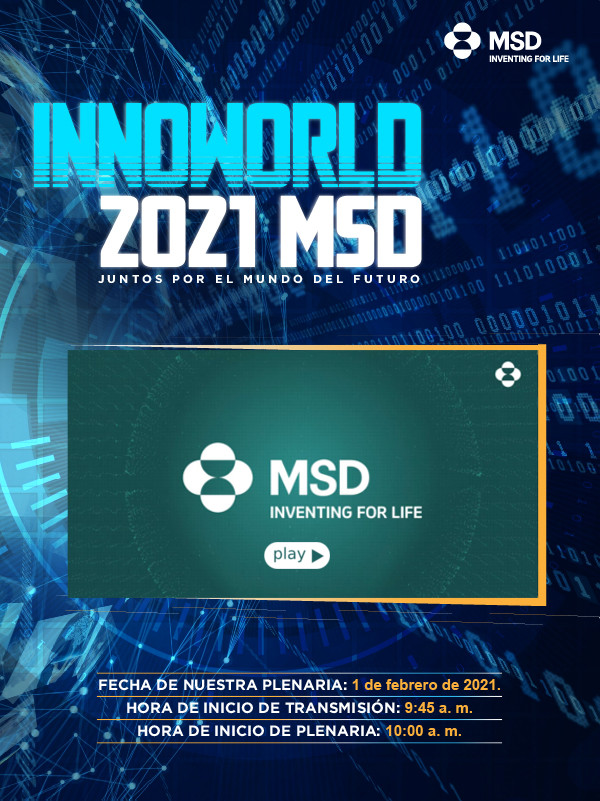 MSD
INVENTING FOR LIFE
INNOWORLD
2021 MSD
JUNTOS POR EL MUNDO DEL FUTURO
MSD
INVENTING FOR LIFE
play
FECHA DE NUESTRA PLENARIA: 1 de febrero de 2021.
HORA DE INICIO DE TRANSMISIÓN: 9:45 a. m.
HORA DE INICIO DE PLENARIA: 10:00 a. m.